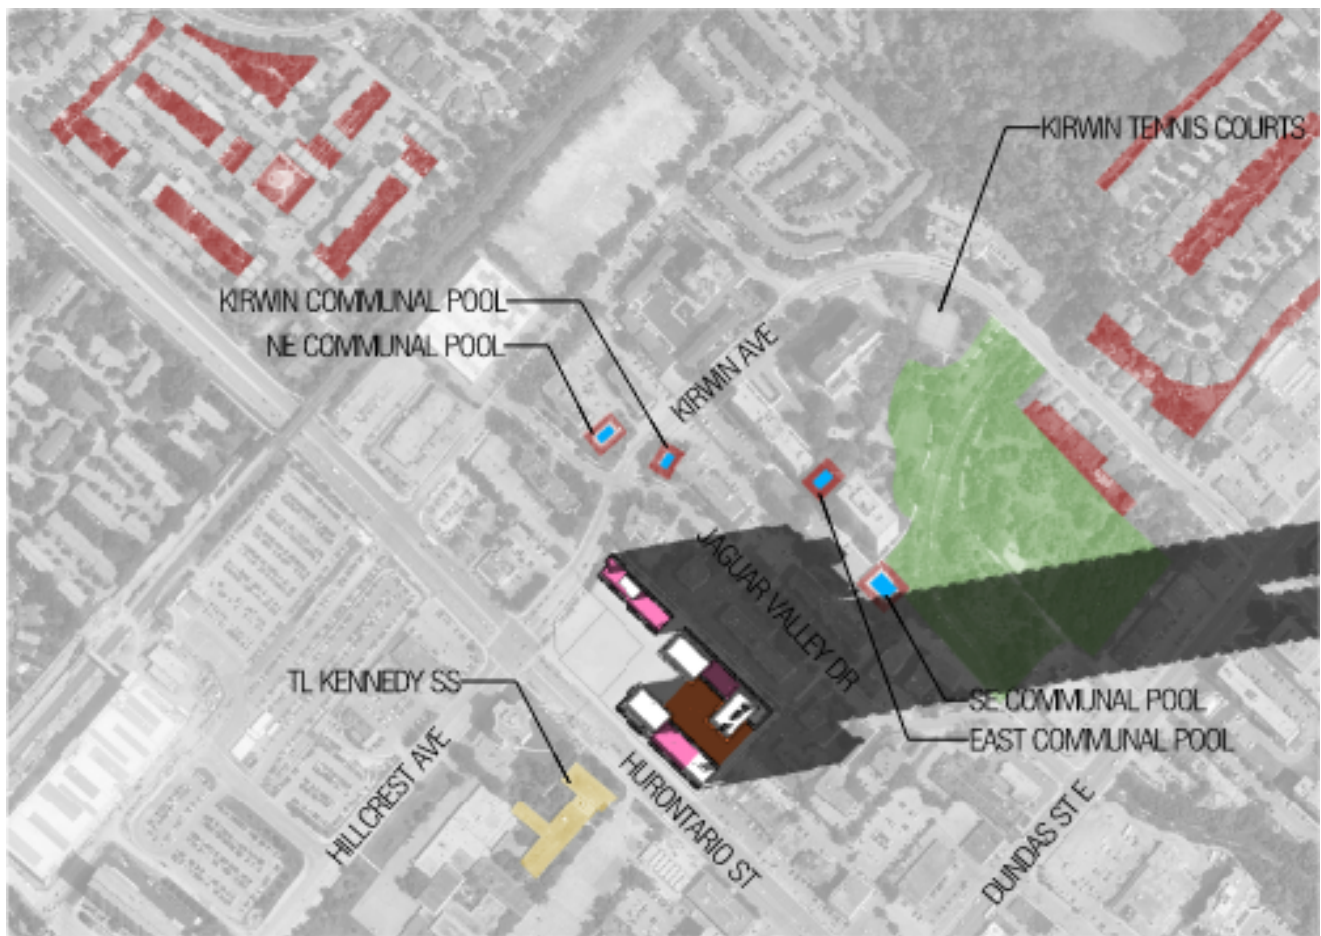 KIRWIN TENNIS COURTS
KIRWIN COMMUNAL POOL
NE COMMUNAL POOL
KIRWIN AVE
JAGUAR VALLEY DR
TL KENNEDY SS
SE COMMUNAL POOL
EAST COMMUNAL POOL
HILLCREST AVE
HURONTARIO ST
DUNDAS ST E